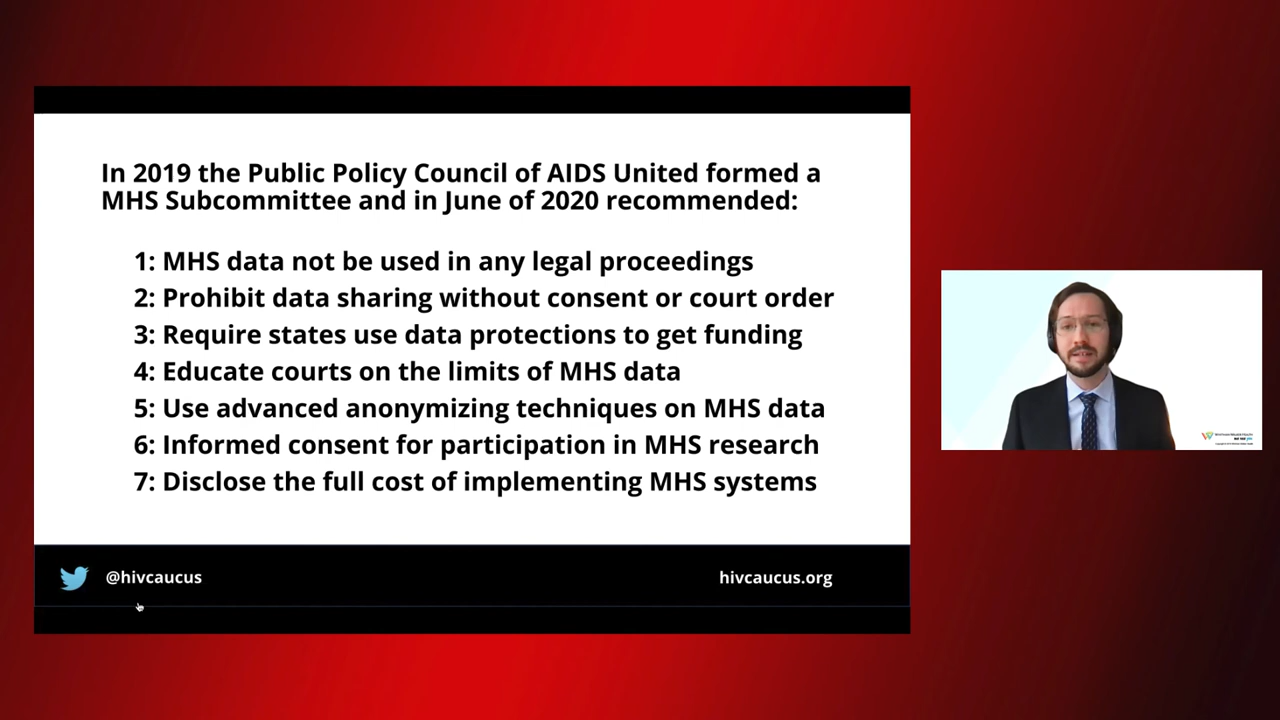 In 2019 the Public Policy Council of AIDS United formed a
MHS Subcommittee and in June of 2020 recommended:
1: MHS data not be used in any legal proceedings
2: Prohibit data sharing without consent or court order
3: Require states use data protections to get funding
4: Educate courts on the limits of MHS data
5: Use advanced anonymizing techniques on MHS data
6: Informed consent for participation in MHS research
7: Disclose the full cost of implementing MHS systems
@hivcaucus
hivcaucus.org